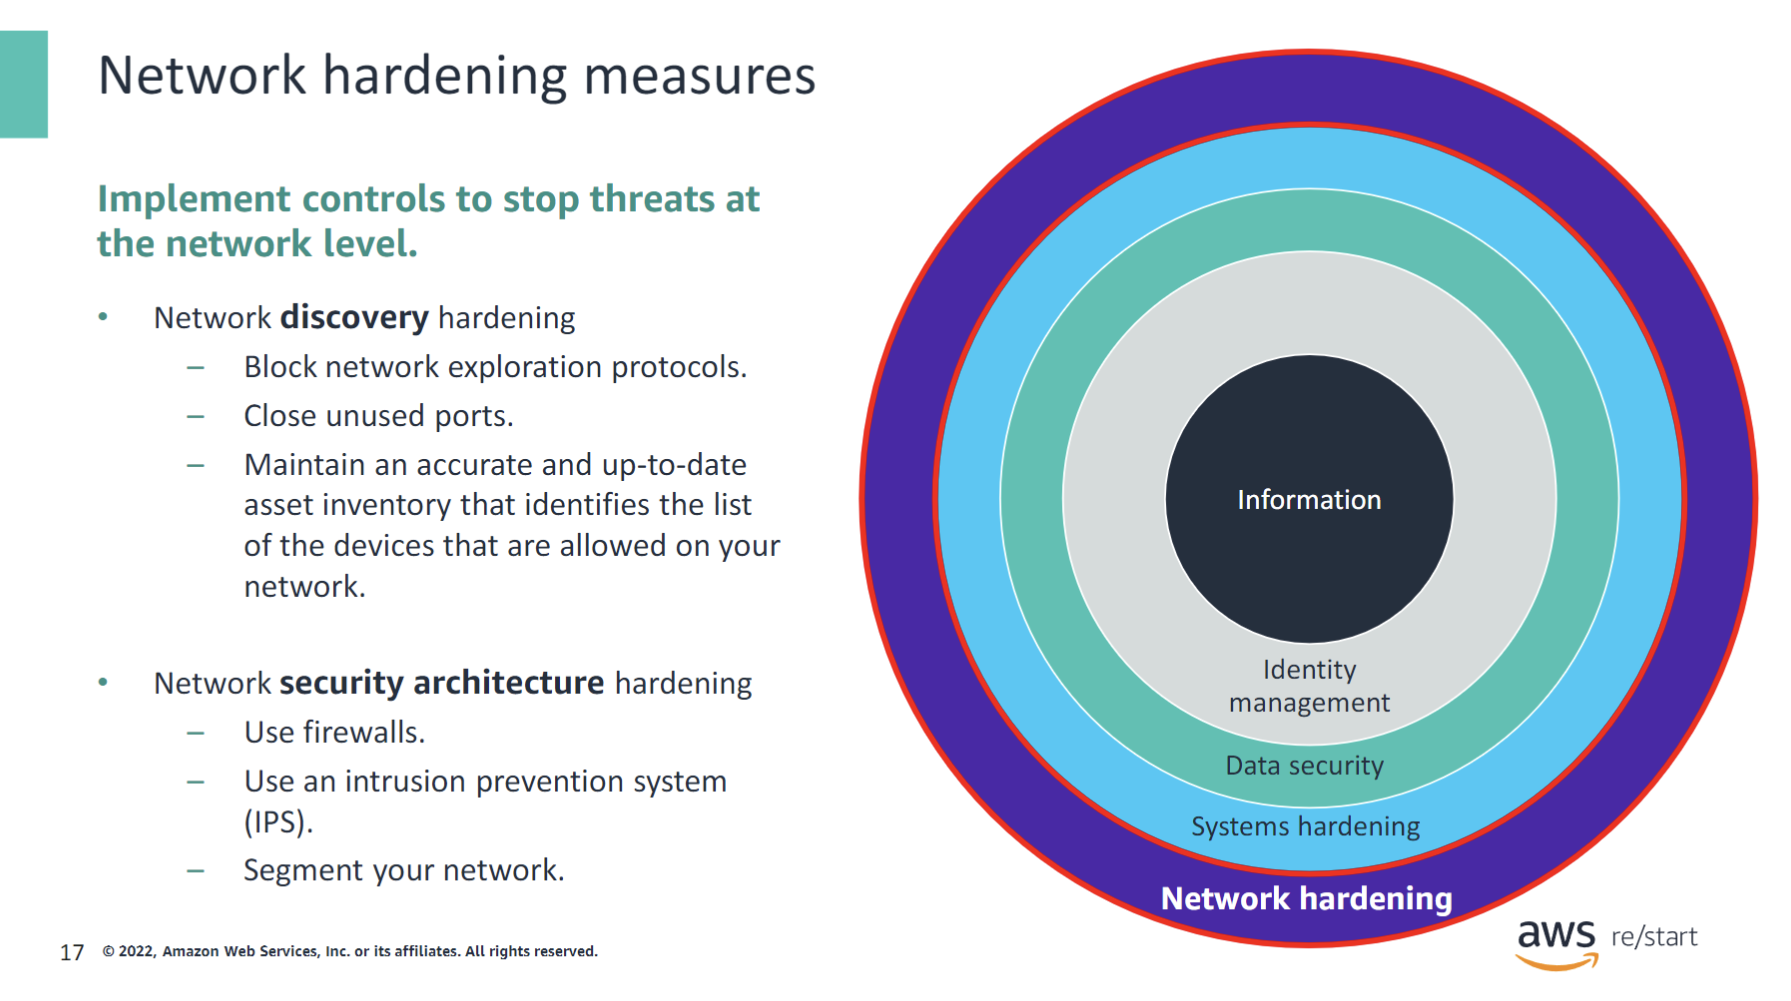 Network hardening measures
Implement controls to stop threats at
the network level.
• Network discovery hardening
– Block network exploration protocols.
– Close unused ports.
– Maintain an accurate and up-to-date
asset inventory that identifies the list
of the devices that are allowed on your
network.
• Network security architecture hardening
– Use firewalls.
– Use an intrusion prevention system
(IPS).
– Segment your network.
Information
Identity
management
Data security
Systems hardening
Network hardening
17 © 2022, Amazon Web Services, Inc. or its affiliates. All rights reserved.
aws re/start